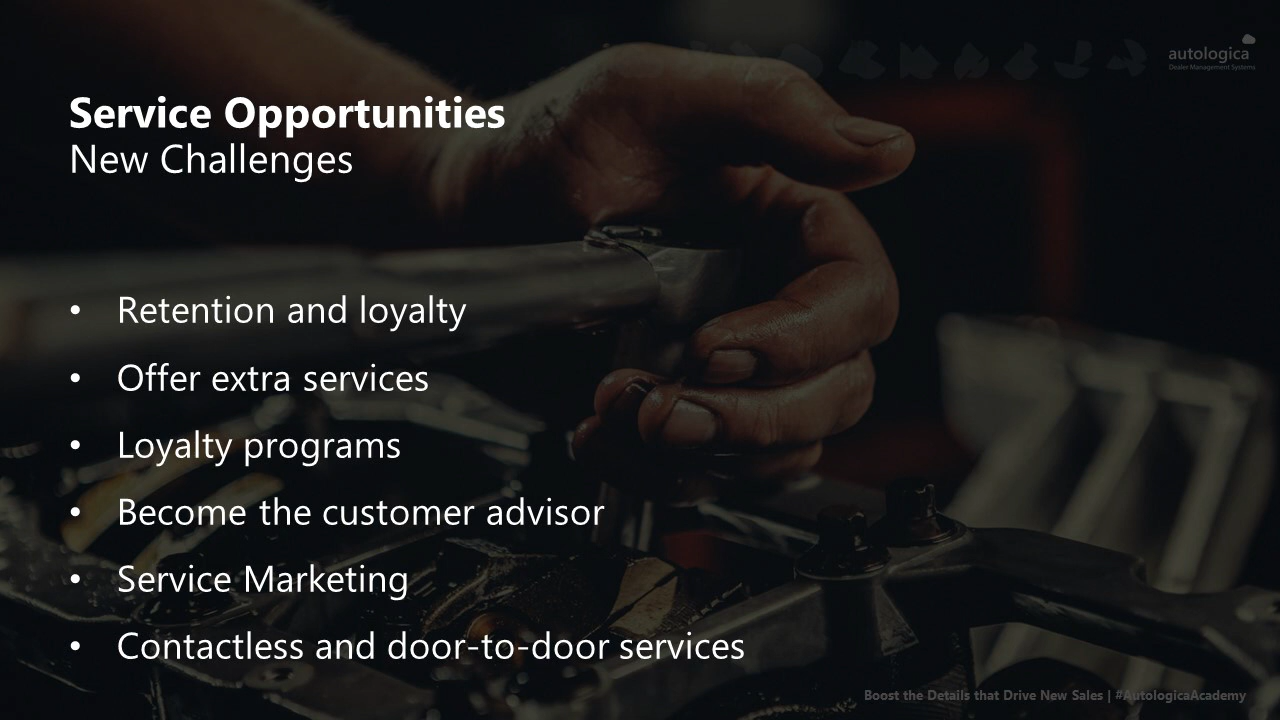 autologica
Dealer Management Systems
Service Opportunities
New Challenges
• Retention and loyalty
• Offer extra services
• Loyalty programs
• Become the customer advisor
• Service Marketing
• Contactless and door-to-door services
Boost the Details that Drive New Sales | #AutologicaAcademy